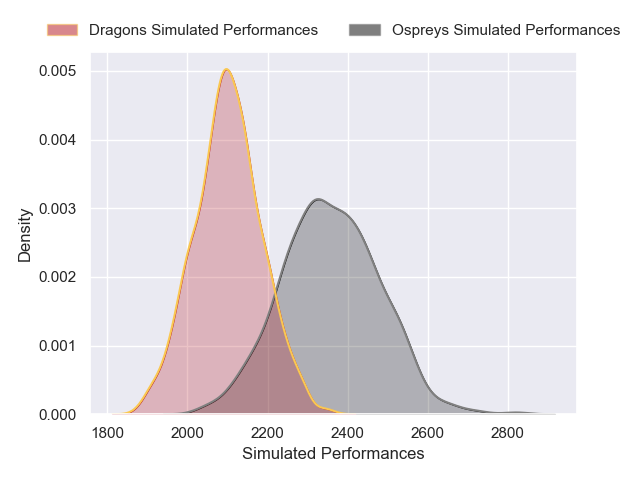 Dragons Simulated Performances Ospreys Simulated Performances
0.005
0.004
0.003
0.002
0.001
0.000
Density
1800 2000 2200 2400 2600 2800
Simulated Performances